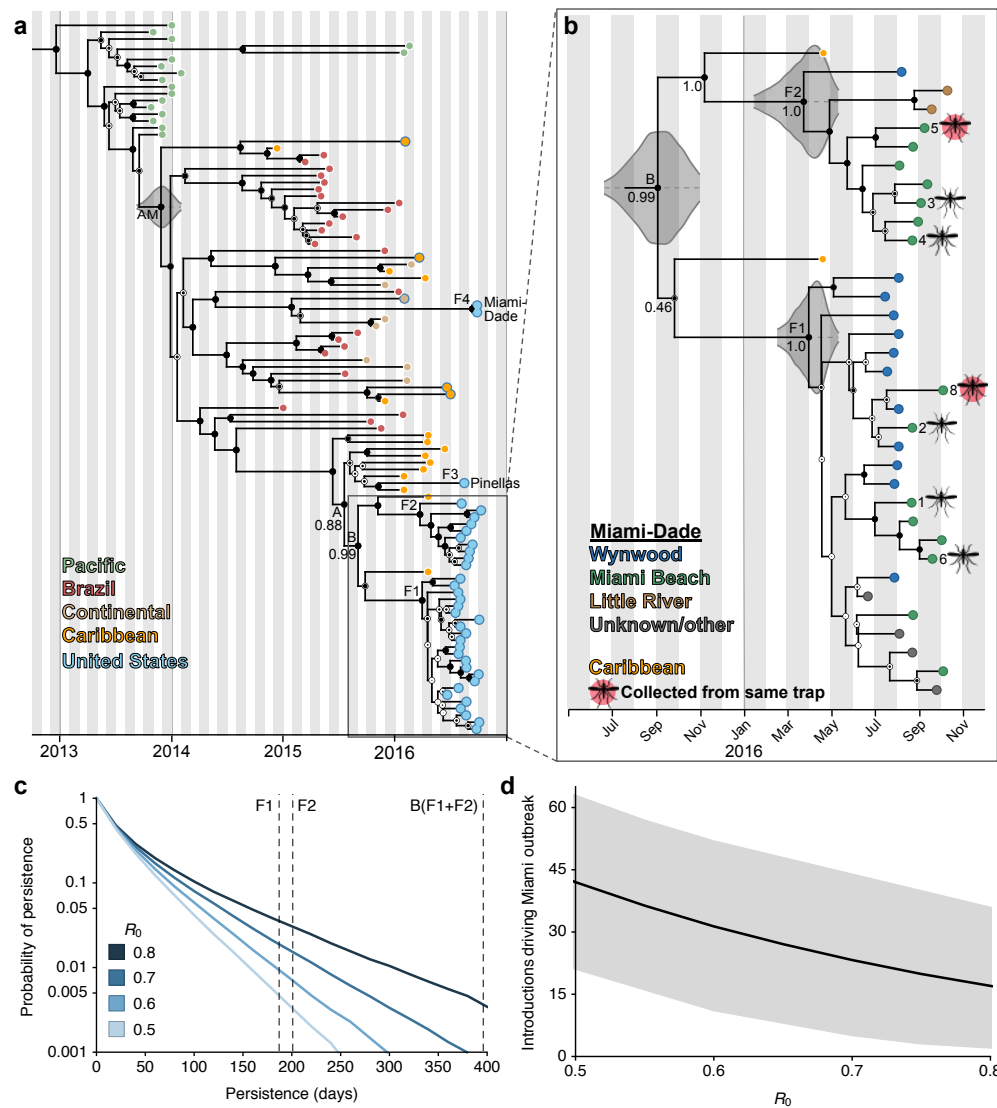 a
AM
F4
Miami-
Dade
F3
Pinellas
A
0.88
F2
B
0.99
F1
Pacific
Brazil
Continental
Caribbean
United States
2013
2014
2015
2016
b
1.0
F2
1.0
5
B
0.99
3
4
0.46
F1
1.0
8
2
1
6
Miami-Dade
Wynwood
Miami Beach
Little River
Unknown/other
Caribbean
Collected from same trap
Jul
Sep
Nov
Jan
Mar
May
Jul
Sep
Nov
2016
c
F1
F2
B(F1+F2)
Probability of persistence
1
0.5
0.1
0.05
0.01
0.005
0.001
R0
0.8
0.7
0.6
0.5
0
50
100
150
200
250
300
350
400
Persistence (days)
d
Introductions driving Miami outbreak
60
45
30
15
0
0.5
0.6
0.7
0.8
R0